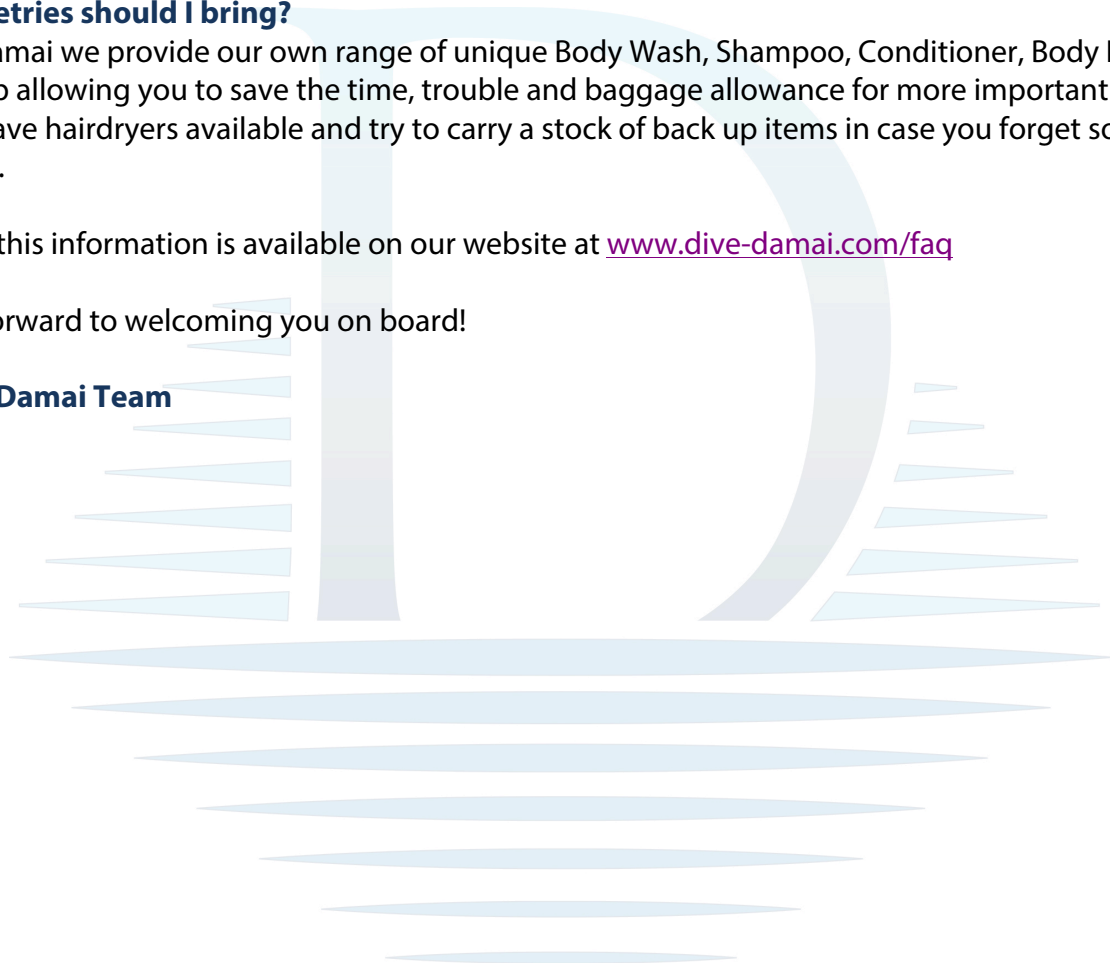 etries should I bring?
mai we provide our own range of unique Body Wash, Shampoo, Conditioner, Body
allowing you to save the time, trouble and baggage allowance for more important
ave hairdryers available and try to carry a stock of back up items in case you forget
.
this information is available on our website at www.dive-damai.com/faq
orward to welcoming you on board!
Damai Team
D